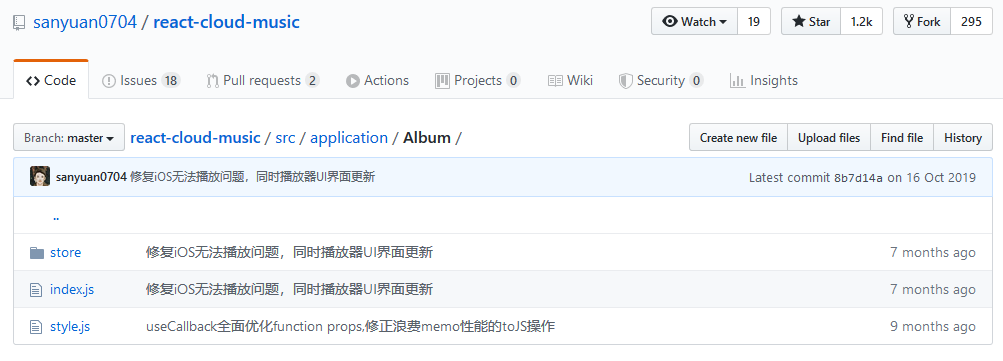 sanyuan0704 / react-cloud-music Watch 19 Star 1.2k Fork 295
Code Issues 18 Pull requests 2 Actions Projects 0 Wiki Security 0 Insights
Branch: master react-cloud-music / src / application / Album / Create new file Upload files Find file History
sanyuan0704 修复iOS无法播放问题，同时播放器UI界面更新 Latest commit 8b7d14a on 16 Oct 2019
..
store 修复iOS无法播放问题，同时播放器UI界面更新 7 months ago
index.js 修复iOS无法播放问题，同时播放器UI界面更新 7 months ago
style.js useCallback全面优化function props,修正浪费memo性能的toJS操作 9 months ago